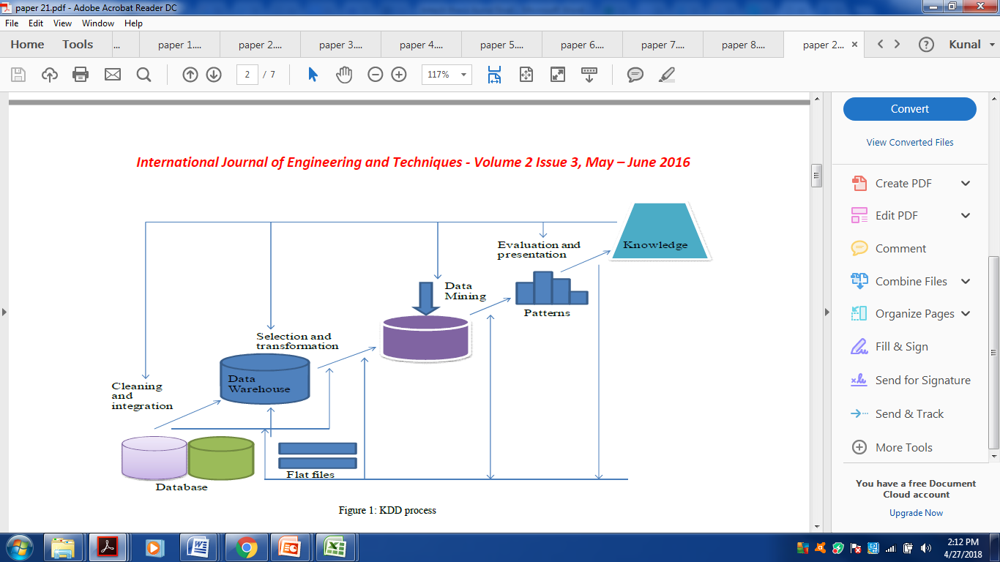 paper 21.pdf - Adobe Acrobat Reader DC
File Edit View Window Help
Home Tools ... paper 1.... paper 2.... paper 3.... paper 4.... paper 5.... paper 6.... paper 7.... paper 8.... paper 2... × Kunal
2 / 7 117%
International Journal of Engineering and Techniques - Volume 2 Issue 3, May – June 2016
Evaluation and
presentation
Knowledge
Data
Mining
Patterns
Selection and
transformation
Data
Warehouse
Cleaning
and
integration
Flat files
Database
Figure 1: KDD process
Convert
View Converted Files
Create PDF
Edit PDF
Comment
Combine Files
Organize Pages
Fill & Sign
Send for Signature
Send & Track
More Tools
You have a free Document
Cloud account
Upgrade Now
2:12 PM
4/27/2018